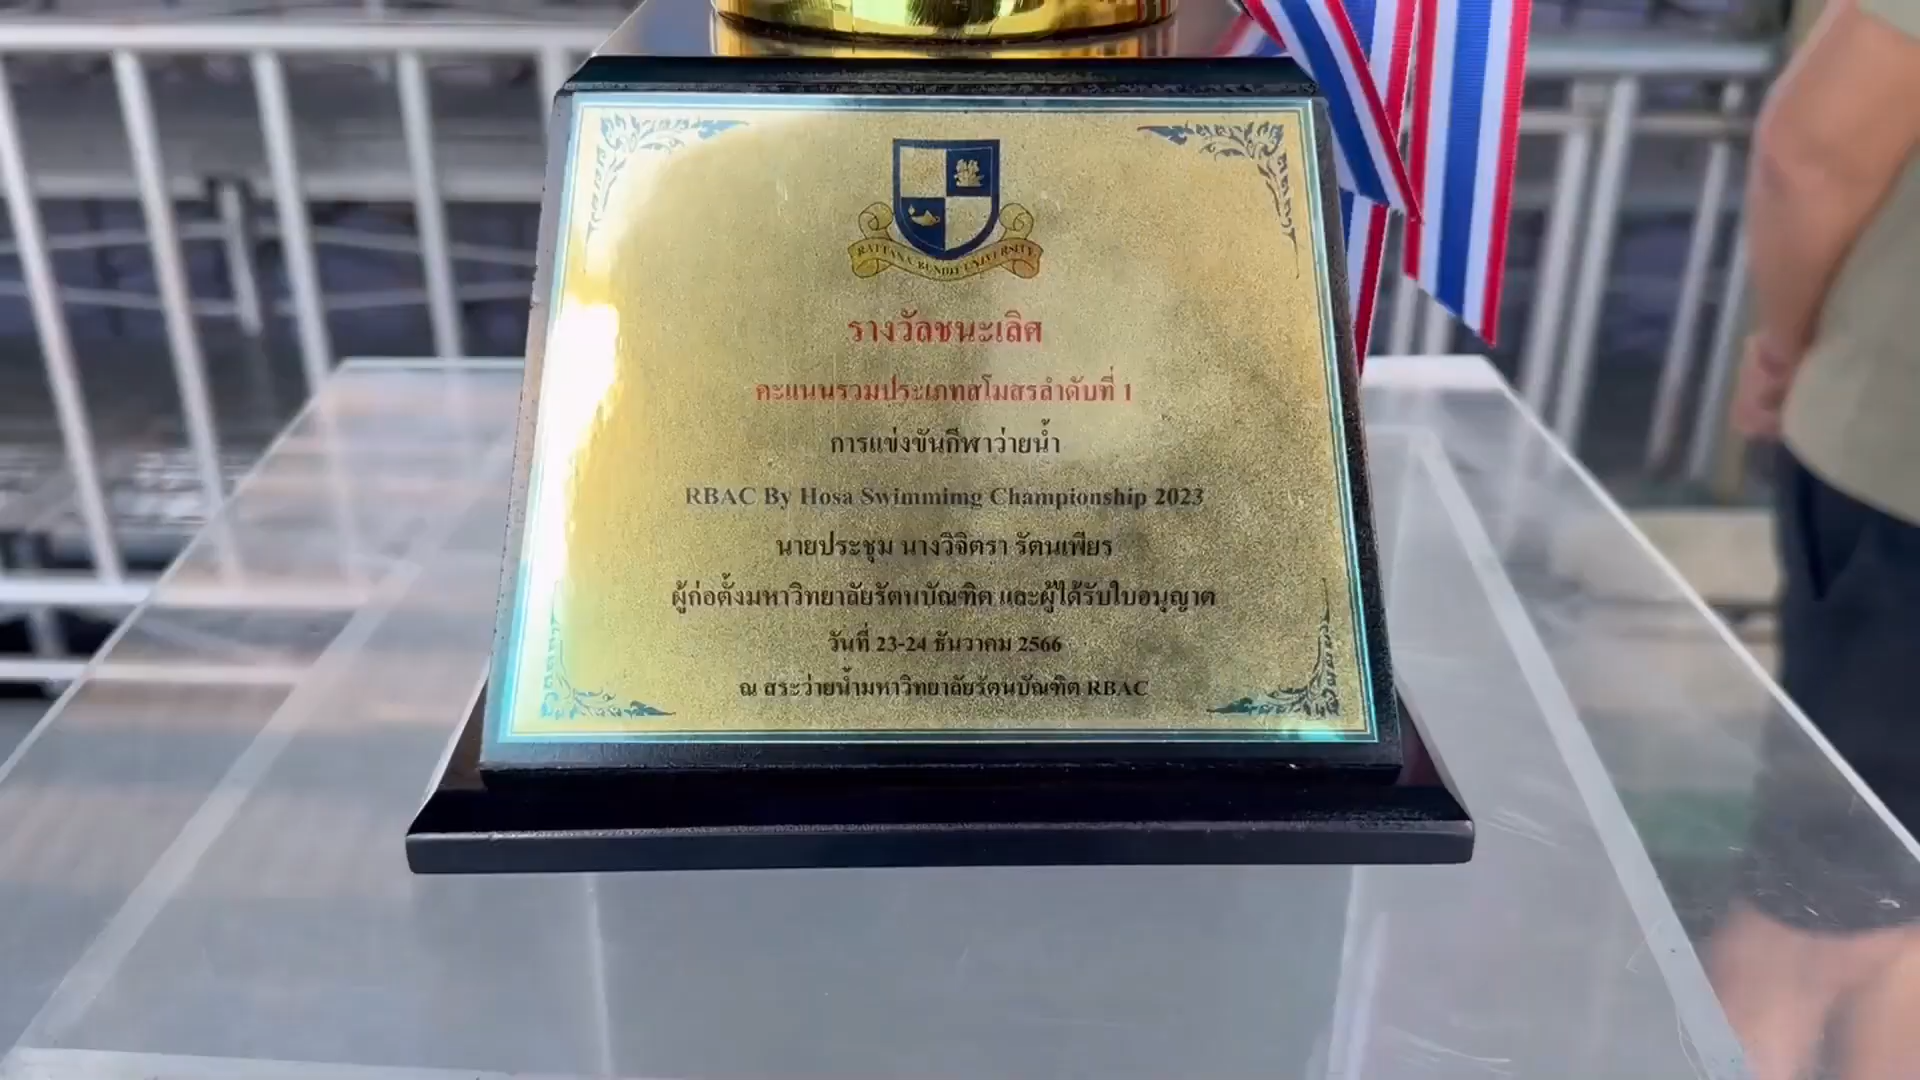 RATTANA BUNDIT UNIVERSITY
รางวัลชนะเลิศ
คะแนนรวมประเภทสโมสรลำดับที่ 1
การแข่งขันกีฬาว่ายน้ำ
RBAC By Hosa Swimmimg Championship 2023
นายประชุม นางวิจิตรา รัตนเพียร
ผู้ก่อตั้งมหาวิทยาลัยรัตนบัณฑิต และผู้ได้รับใบอนุญาต
วันที่ 23-24 ธันวาคม 2566
ณ สระว่ายน้ำมหาวิทยาลัยรัตนบัณฑิต RBAC